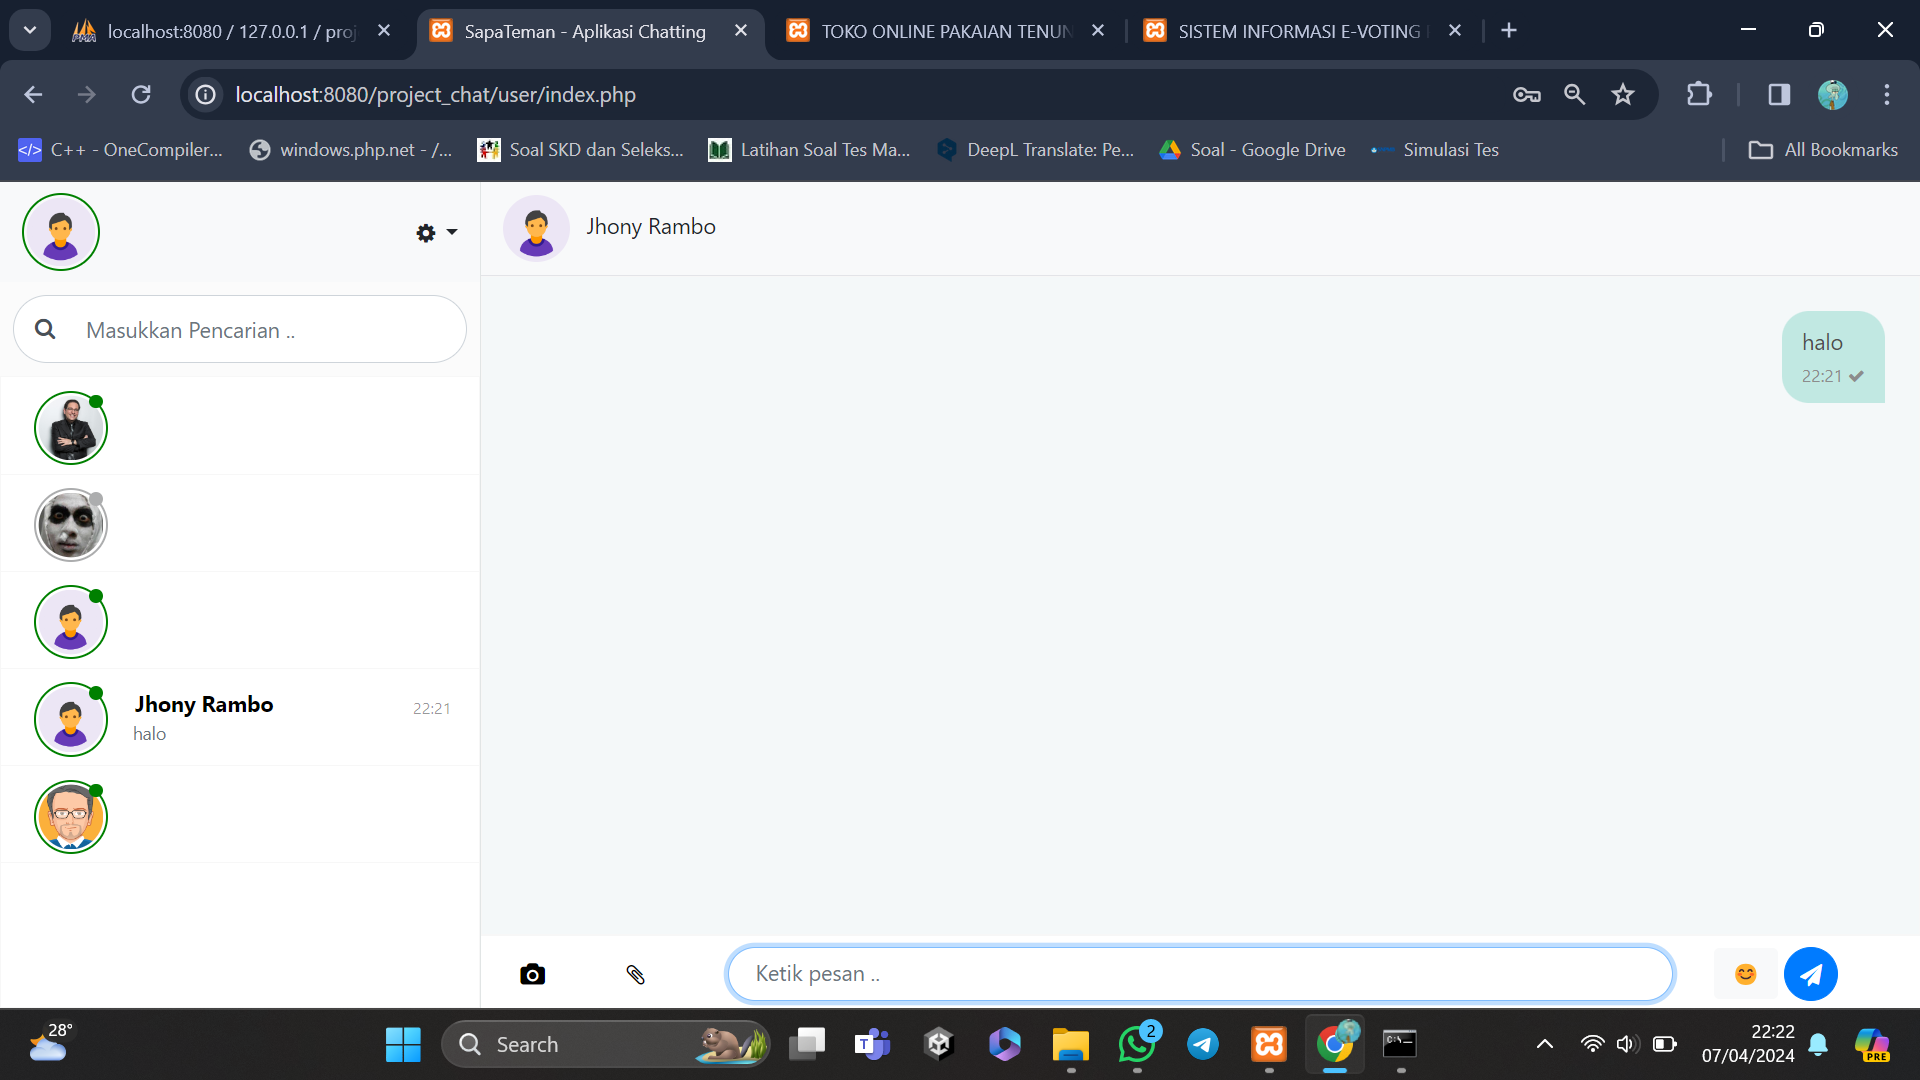 localhost:8080 / 127.0.0.1 / proj
SapaTeman - Aplikasi Chatting
TOKO ONLINE PAKAIAN TENUN
SISTEM INFORMASI E-VOTING
localhost:8080/project_chat/user/index.php
C++ - OneCompiler...
windows.php.net - /...
Soal SKD dan Seleks...
Latihan Soal Tes Ma...
DeepL Translate: Pe...
Soal - Google Drive
Simulasi Tes
All Bookmarks
Jhony Rambo
Masukkan Pencarian ..
halo
22:21
Jhony Rambo
22:21
halo
Ketik pesan ..
28°
Search
2
22:22
07/04/2024
PRE